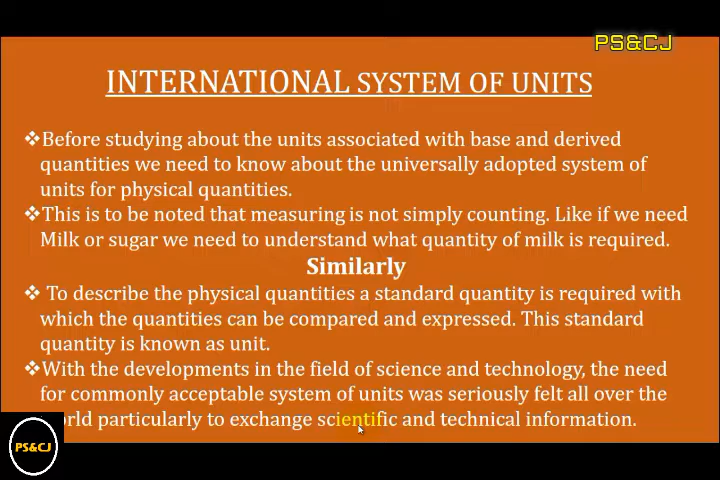 PS&CJ
INTERNATIONAL SYSTEM OF UNITS
❖Before studying about the units associated with base and derived
quantities we need to know about the universally adopted system of
units for physical quantities.
❖This is to be noted that measuring is not simply counting. Like if we need
Milk or sugar we need to understand what quantity of milk is required.
Similarly
❖ To describe the physical quantities a standard quantity is required with
which the quantities can be compared and expressed. This standard
quantity is known as unit.
❖With the developments in the field of science and technology, the need
for commonly acceptable system of units was seriously felt all over the
orld particularly to exchange scientific and technical information.
PS&CJ